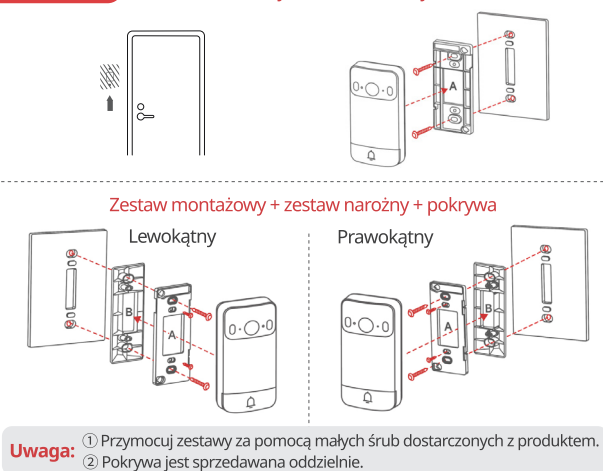 A
Zestaw montażowy + zestaw narożny + pokrywa
Lewokątny
Prawokątny
B
A
A
B
Uwaga: ① Przymocuj zestawy za pomocą małych śrub dostarczonych z produktem.
② Pokrywa jest sprzedawana oddzielnie.